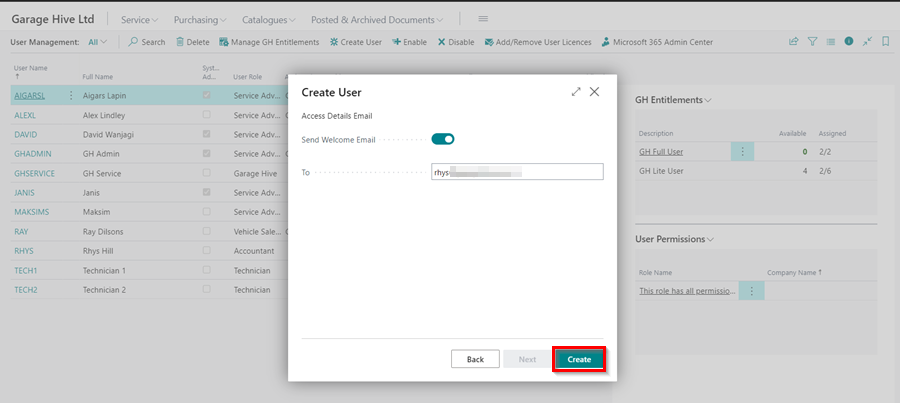 Garage Hive Ltd Service Purchasing Catalogues Posted & Archived Documents
User Management: All Search Delete Manage GH Entitlements Create User Enable Disable Add/Remove User Licences Microsoft 365 Admin Center
User Name ↑ Full Name Syst... Ad... User Role
AIGARSL Aigars Lapin Service Adv...
ALEXL Alex Lindley Service Adv...
DAVID David Wanjagi Service Adv...
GHADMIN GH Admin Service Adv...
GHSERVICE GH Service Garage Hive
JANIS Janis Service Adv...
MAKSIMS Maksim Service Adv...
RAY Ray Dilsons Vehicle Sale...
RHYS Rhys Hill Accountant
TECH1 Technician 1 Technician
TECH2 Technician 2 Technician
Create User
Access Details Email
Send Welcome Email
To rhys
Back Next Create
GH Entitlements
Description Available Assigned
GH Full User 0 2/2
GH Lite User 4 2/6
User Permissions
Role Name Company Name ↑
This role has all permissio...